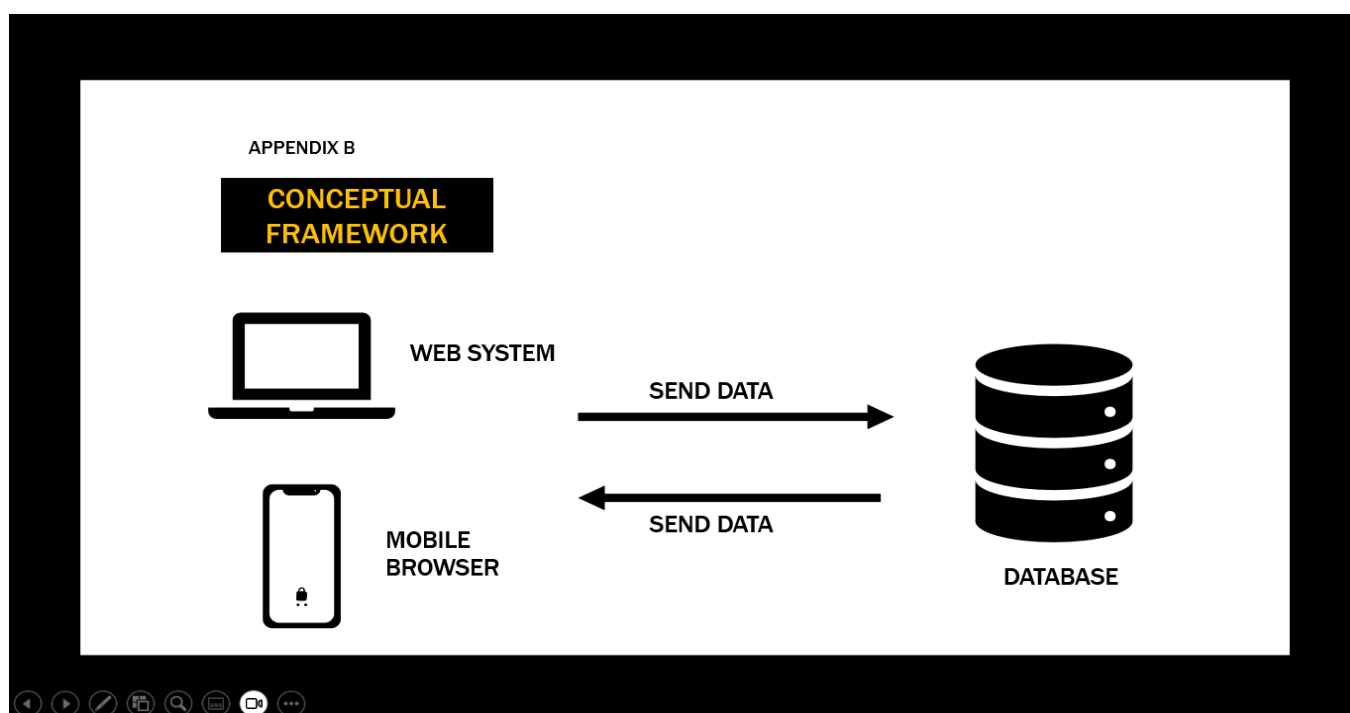 APPENDIX B
CONCEPTUAL
FRAMEWORK
WEB SYSTEM
SEND DATA
SEND DATA
MOBILE
BROWSER
DATABASE